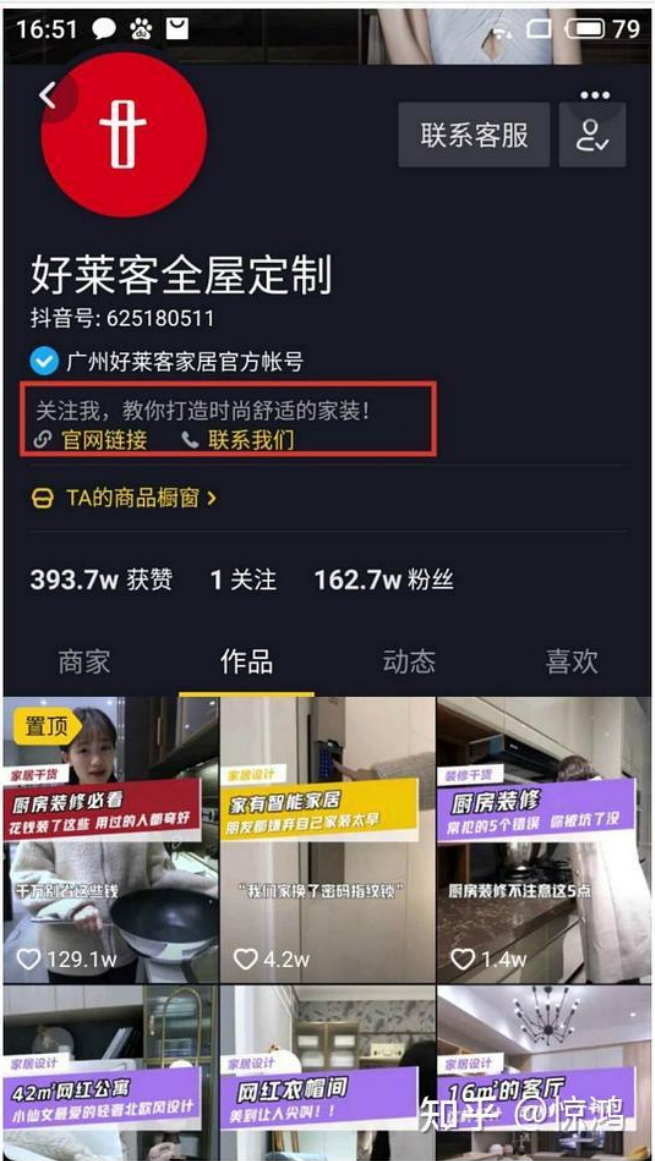 16:51
79
联系客服
好莱客全屋定制
抖音号: 625180511
广州好莱客家居官方帐号
关注我，教你打造时尚舒适的家装！
官网链接 联系我们
TA的商品橱窗 >
393.7w 获赞 1 关注 162.7w 粉丝
商家 作品 动态 喜欢
置顶
家居干货
厨房装修必看
花钱装了这些 用过的人都夸好
千万别省这些钱
129.1w
家居设计
家有智能家居
朋友都嫌弃自己家装太早
“我们家换了密码指纹锁”
4.2w
装修干货
厨房装修
常犯的5个错误 你被坑了没
厨房装修不注意这5点
1.4w
家居设计
42㎡网红公寓
小仙女最爱的轻奢北欧风设计
家居设计
网红衣帽间
美到让人尖叫！！
家居设计
16㎡的客厅
知乎 @惊鸿